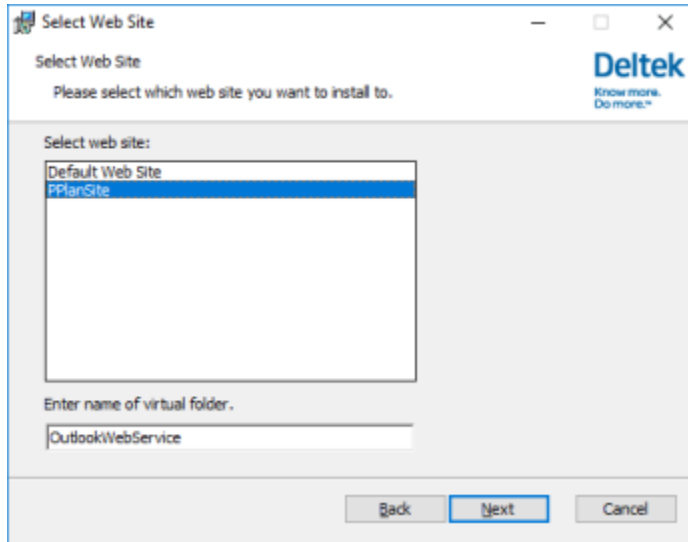 Select Web Site
Select Web Site
Please select which web site you want to install to.
Deltek
Know more.
Do more.™
Select web site:
Default Web Site
PPlanSite
Enter name of virtual folder.
OutlookWebService
Back
Next
Cancel